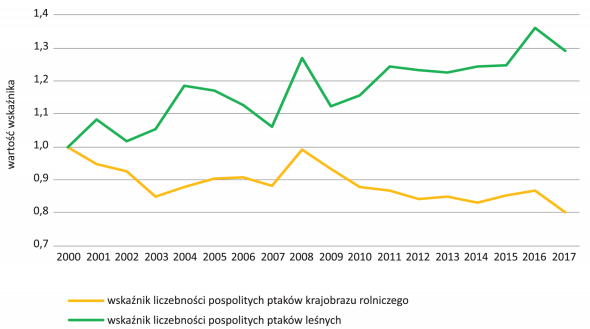 1,4
1,3
1,2
1,1
1,0
0,9
0,8
0,7
wartość wskaźnika
2000 2001 2002 2003 2004 2005 2006 2007 2008 2009 2010 2011 2012 2013 2014 2015 2016 2017
wskaźnik liczebności pospolitych ptaków krajobrazu rolniczego
wskaźnik liczebności pospolitych ptaków leśnych